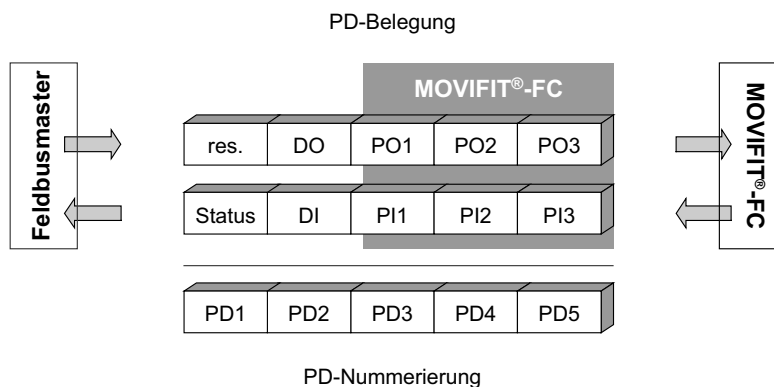 PD-Belegung
MOVIFIT®-FC
Feldbusmaster
res. DO PO1 PO2 PO3
Status DI PI1 PI2 PI3
MOVIFIT®-FC
PD1 PD2 PD3 PD4 PD5
PD-Nummerierung